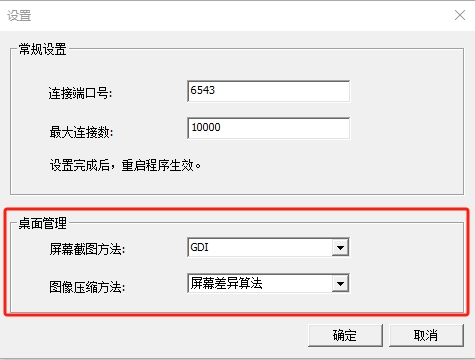 设置
常规设置
连接端口号: 6543
最大连接数: 10000
设置完成后，重启程序生效。
桌面管理
屏幕截图方法: GDI
图像压缩方法: 屏幕差异算法
确定 取消